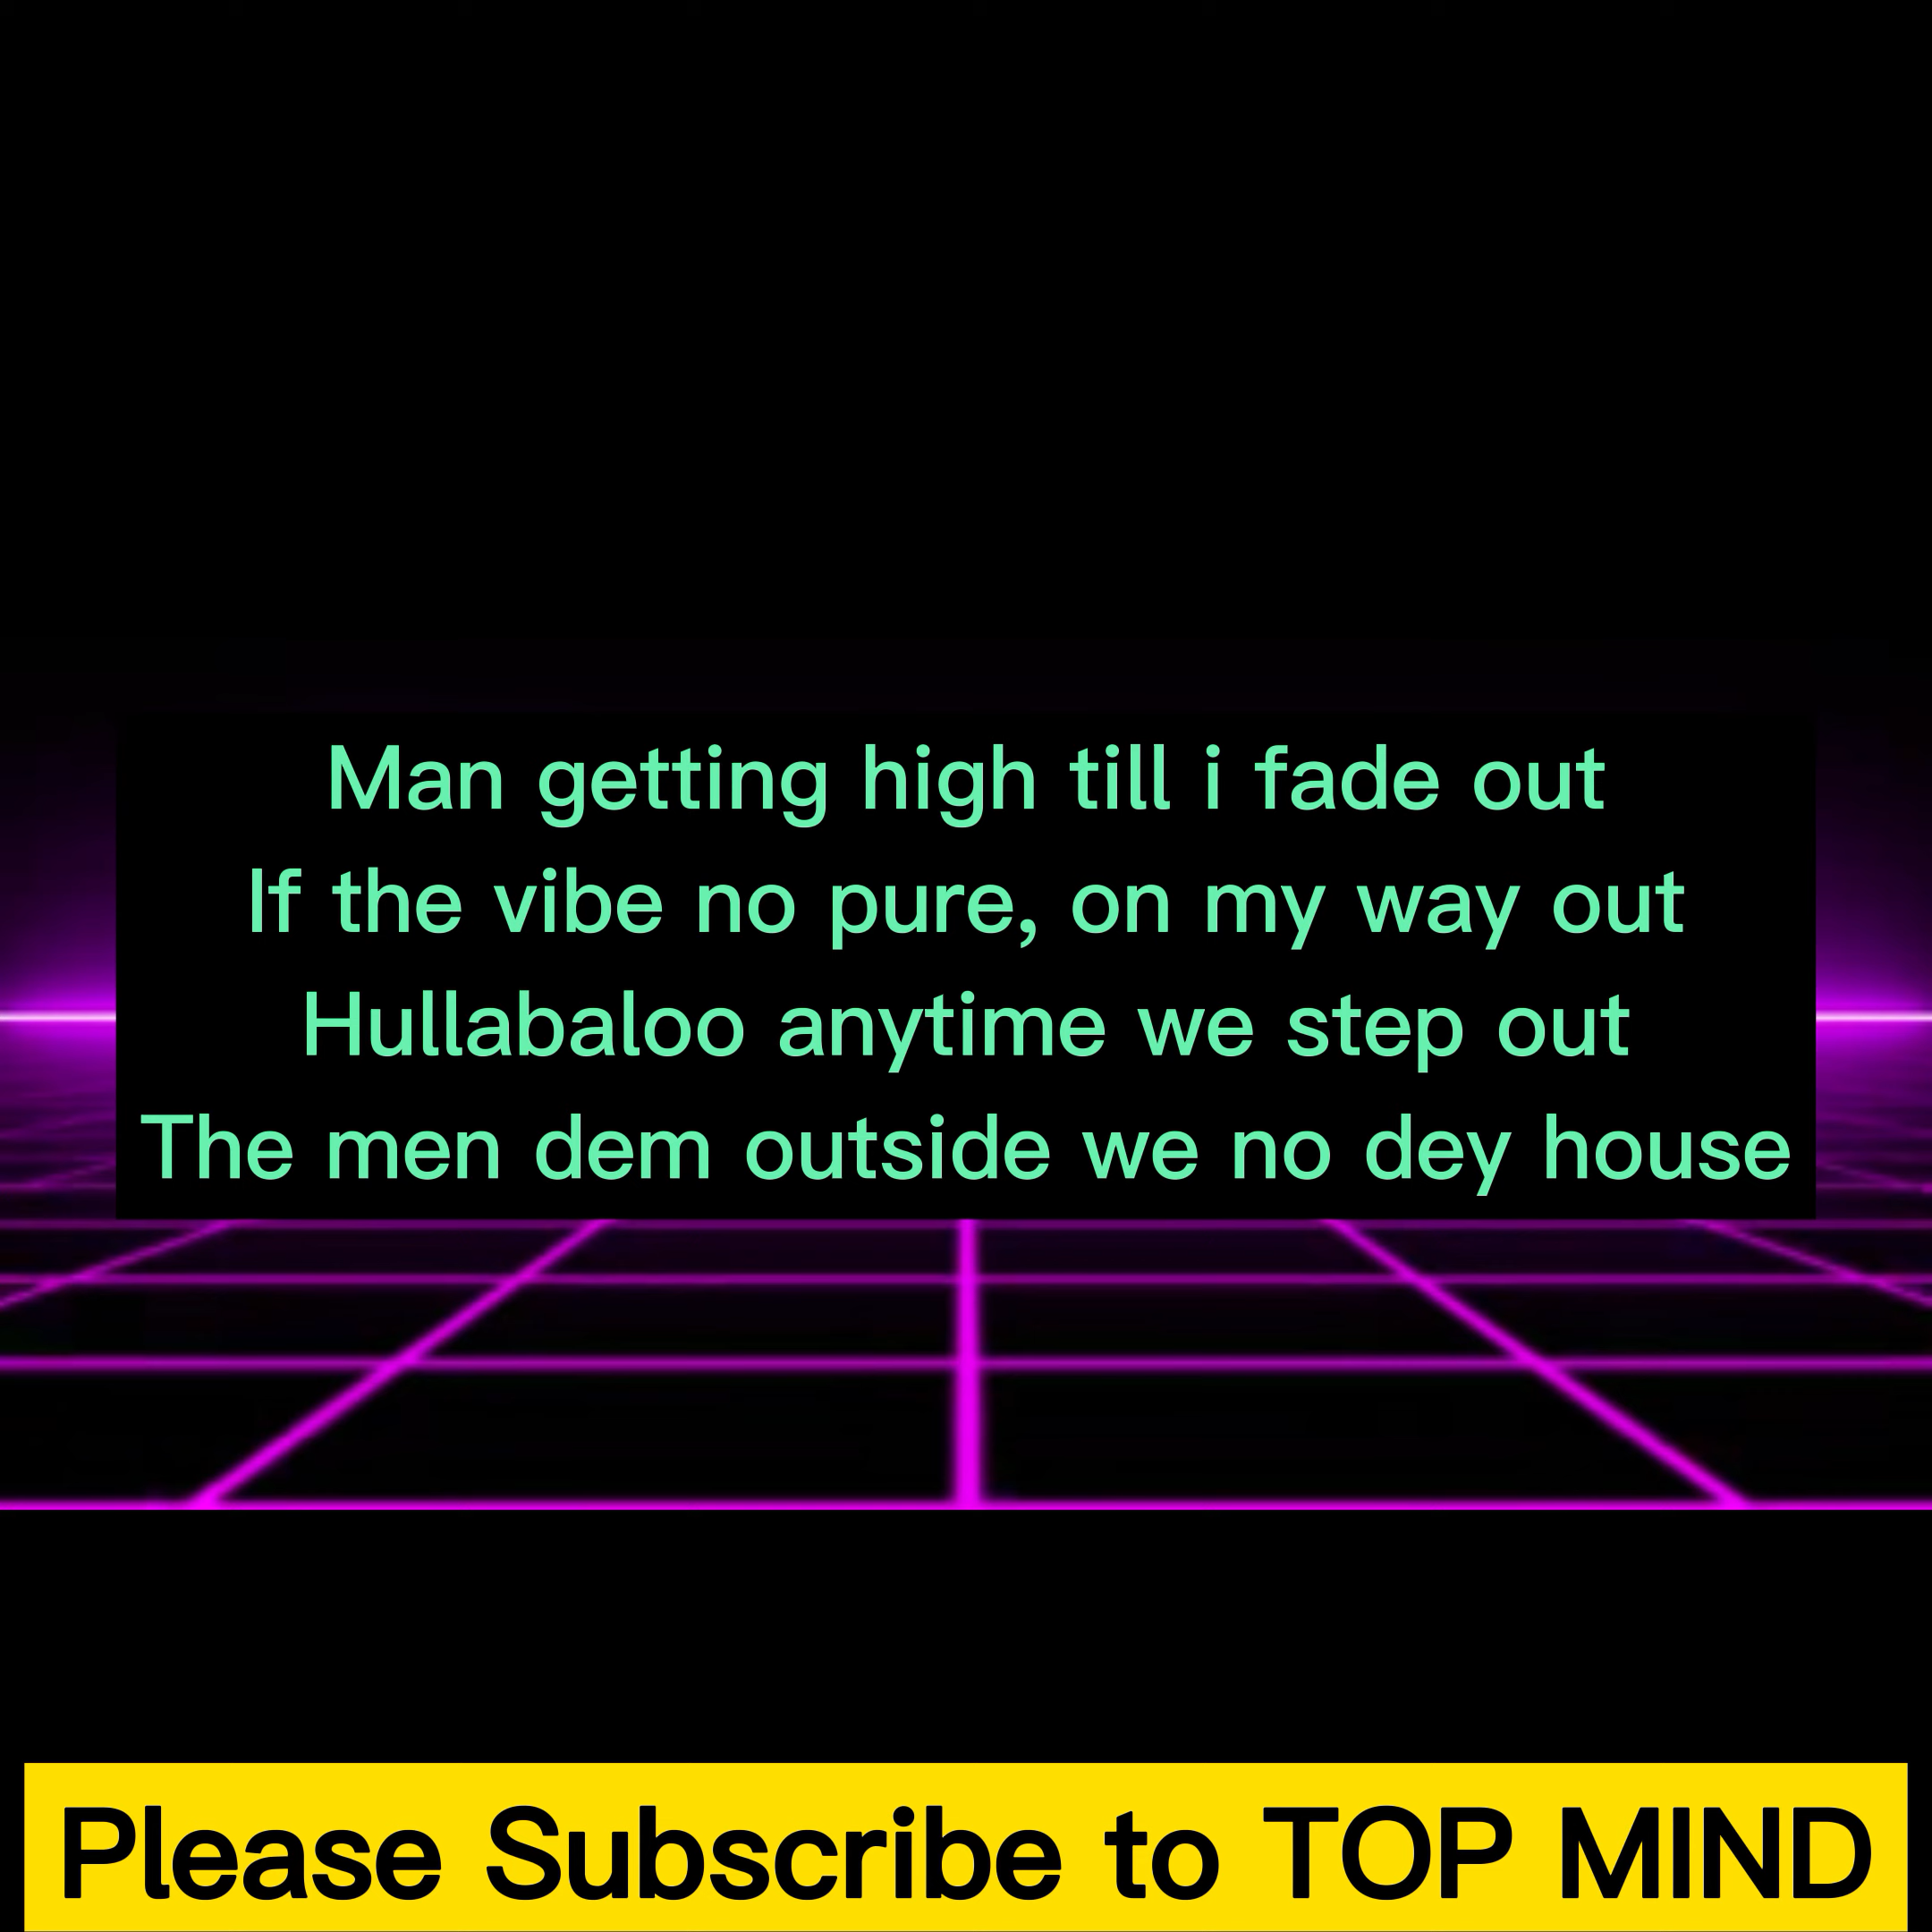 Man getting high till i fade out
If the vibe no pure, on my way out
Hullabaloo anytime we step out
The men dem outside we no dey house
Please Subscribe to TOP MIND